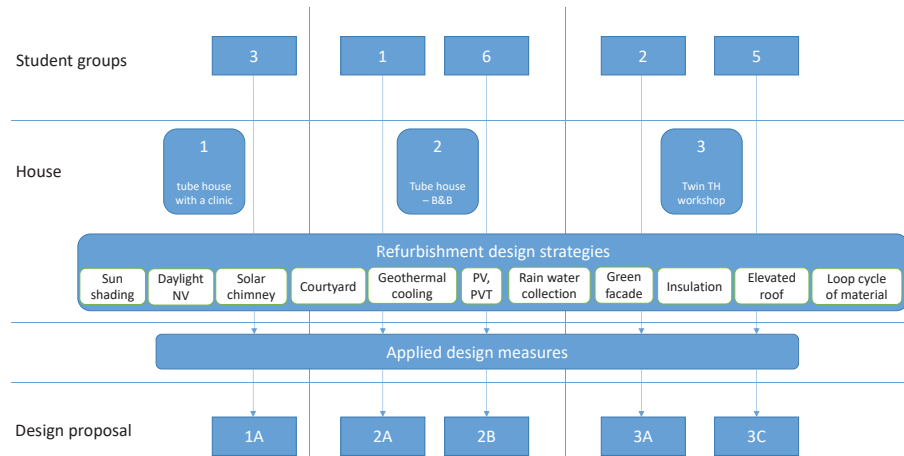 Student groups
3
1
6
2
5
House
1
tube house
with a clinic
2
Tube house
– B&B
3
Twin TH
workshop
Refurbishment design strategies
Sun
shading
Daylight
NV
Solar
chimney
Courtyard
Geothermal
cooling
PV,
PVT
Rain water
collection
Green
facade
Insulation
Elevated
roof
Loop cycle
of material
Applied design measures
Design proposal
1A
2A
2B
3A
3C